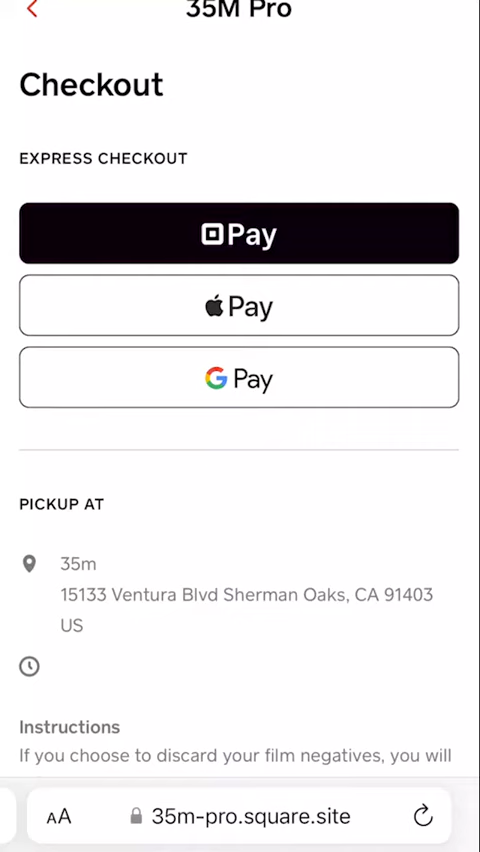 35M Pro
Checkout
EXPRESS CHECKOUT
Pay
Pay
G Pay
PICKUP AT
35m
15133 Ventura Blvd Sherman Oaks, CA 91403
US
Instructions
If you choose to discard your film negatives, you will
AA 35m-pro.square.site